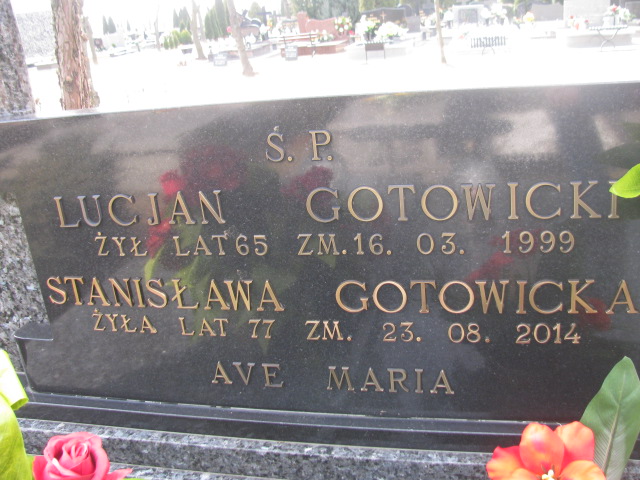 Ś. P.
LUCJAN GOTOWICKI
ŻYŁ LAT 65 ZM. 16. 03. 1999
STANISŁAWA GOTOWICKA
ŻYŁA LAT 77 ZM. 23. 08. 2014
AVE MARIA